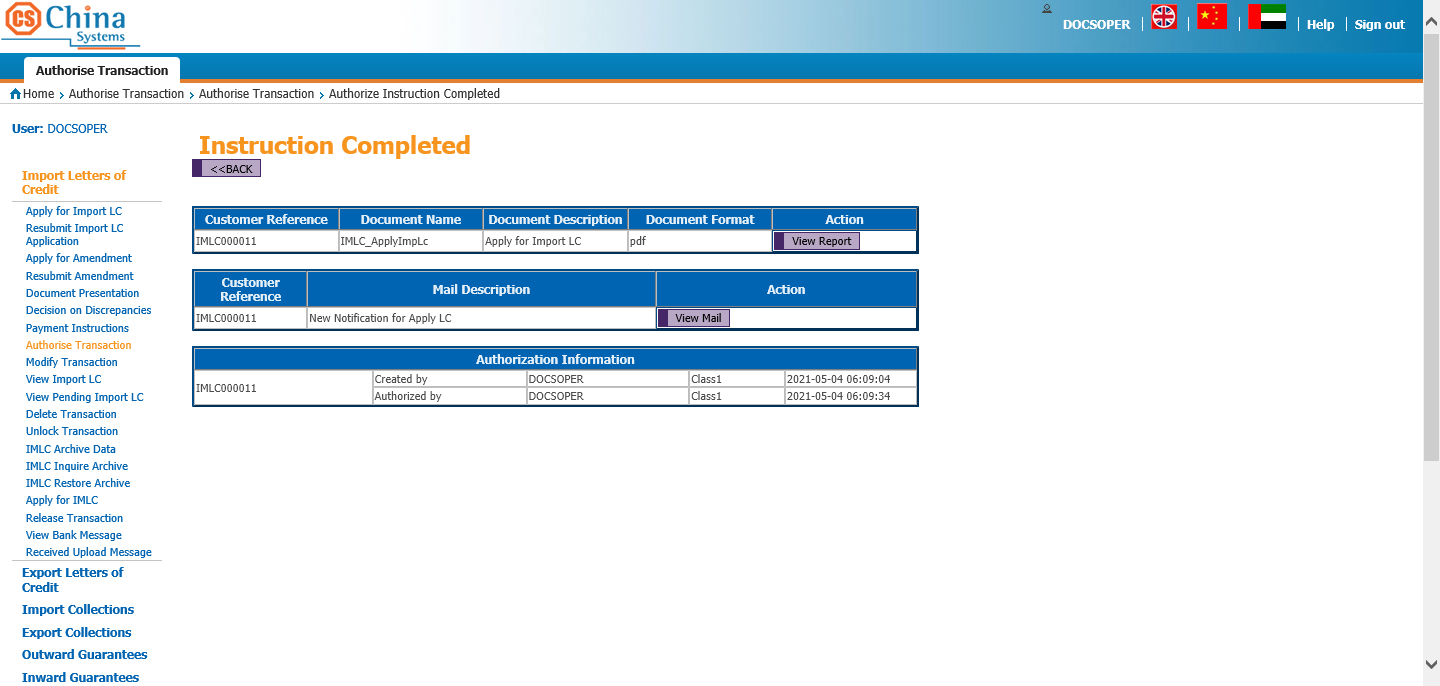 CS China
Systems
DOCSOPER
Help
Sign out
Authorise Transaction
Home > Authorise Transaction > Authorise Transaction > Authorize Instruction Completed
User: DOCSOPER
Import Letters of
Credit
Apply for Import LC
Resubmit Import LC
Application
Apply for Amendment
Resubmit Amendment
Document Presentation
Decision on Discrepancies
Payment Instructions
Authorise Transaction
Modify Transaction
View Import LC
View Pending Import LC
Delete Transaction
Unlock Transaction
IMLC Archive Data
IMLC Inquire Archive
IMLC Restore Archive
Apply for IMLC
Release Transaction
View Bank Message
Received Upload Message
Export Letters of
Credit
Import Collections
Export Collections
Outward Guarantees
Inward Guarantees
Instruction Completed
<<BACK
Customer Reference Document Name Document Description Document Format Action
IMLC000011 IMLC_ApplyImpLc Apply for Import LC pdf View Report
Customer
Reference Mail Description Action
IMLC000011 New Notification for Apply LC View Mail
Authorization Information
IMLC000011
Created by DOCSOPER Class1 2021-05-04 06:09:04
Authorized by DOCSOPER Class1 2021-05-04 06:09:34